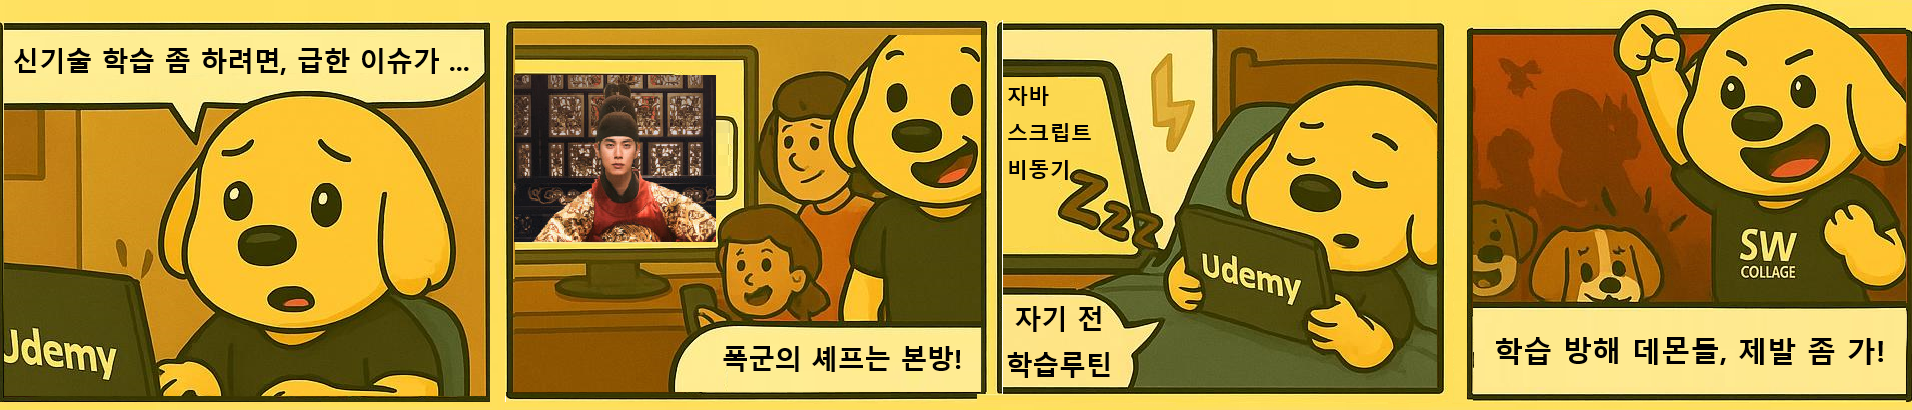 신기술 학습 좀 하려면, 급한 이슈가 ...
Udemy
폭군의 셰프는 본방!
자바
스크립트
비동기
Zzz
Udemy
자기 전
학습루틴
SW
COLLAGE
학습 방해 데몬들, 제발 좀 가!